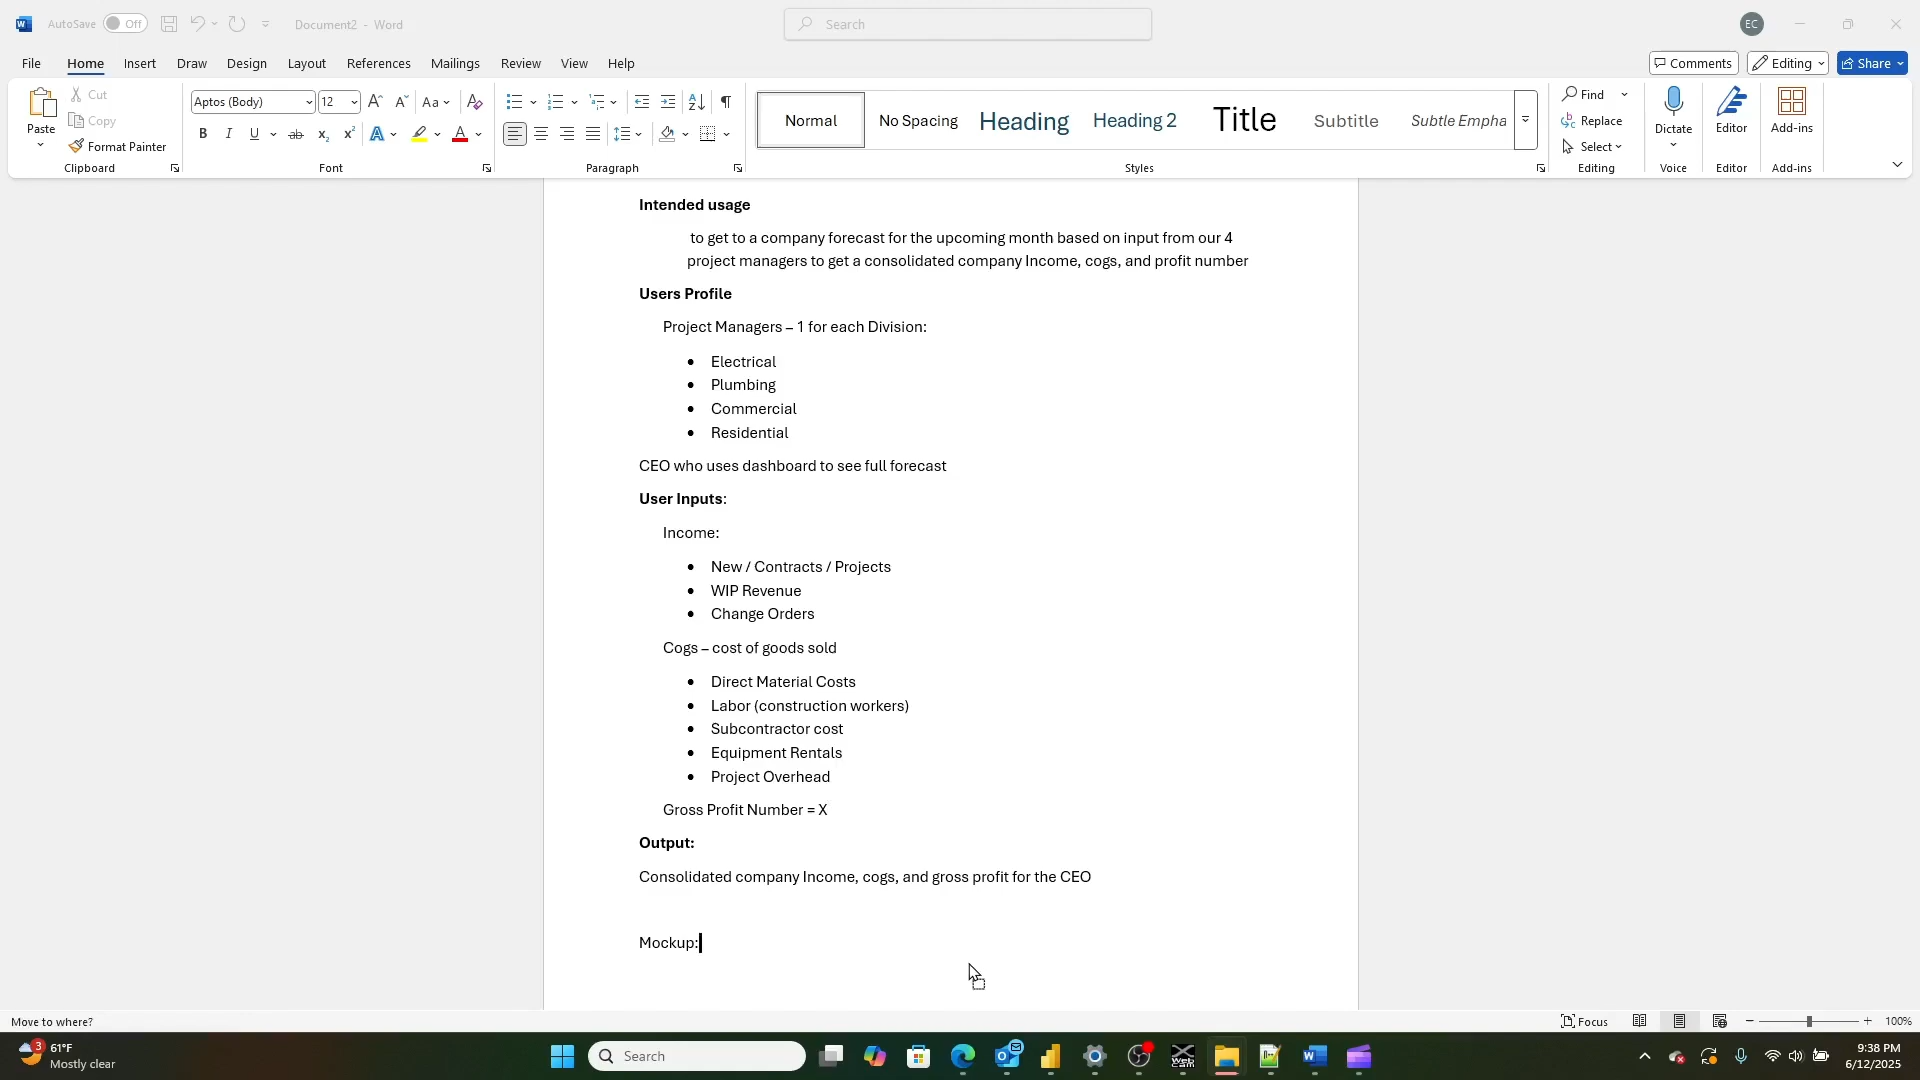 AutoSave Off Document2 - Word Search EC
File Home Insert Draw Design Layout References Mailings Review View Help Comments Editing Share
Paste Cut Copy Format Painter Clipboard
Aptos (Body) 12 Font
Paragraph
Normal No Spacing Heading Heading 2 Title Subtitle Subtle Empha Styles
Find Replace Select Editing
Dictate Voice
Editor Editor
Add-ins Add-ins
Intended usage
to get to a company forecast for the upcoming month based on input from our 4
project managers to get a consolidated company Income, cogs, and profit number
Users Profile
Project Managers – 1 for each Division:
• Electrical
• Plumbing
• Commercial
• Residential
CEO who uses dashboard to see full forecast
User Inputs:
Income:
• New / Contracts / Projects
• WIP Revenue
• Change Orders
Cogs – cost of goods sold
• Direct Material Costs
• Labor (construction workers)
• Subcontractor cost
• Equipment Rentals
• Project Overhead
Gross Profit Number = X
Output:
Consolidated company Income, cogs, and gross profit for the CEO
Mockup:
Move to where? Focus 100%
3 61°F
Mostly clear
Search
WEB CAM
9:38 PM
6/12/2025